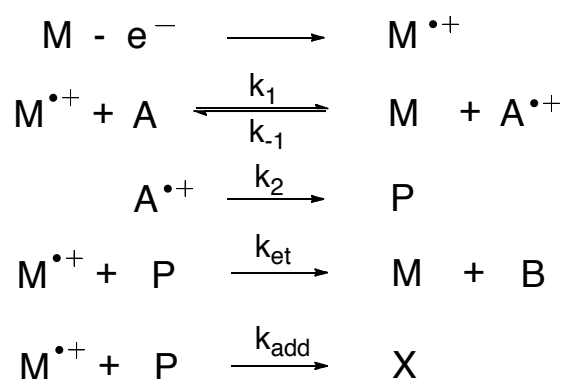 M - e⁻ ⟶ M•⁺
M•⁺ + A k₁ ⇌ k₋₁ M + A•⁺
A•⁺ k₂ ⟶ P
M•⁺ + P k_et ⟶ M + B
M•⁺ + P k_add ⟶ X